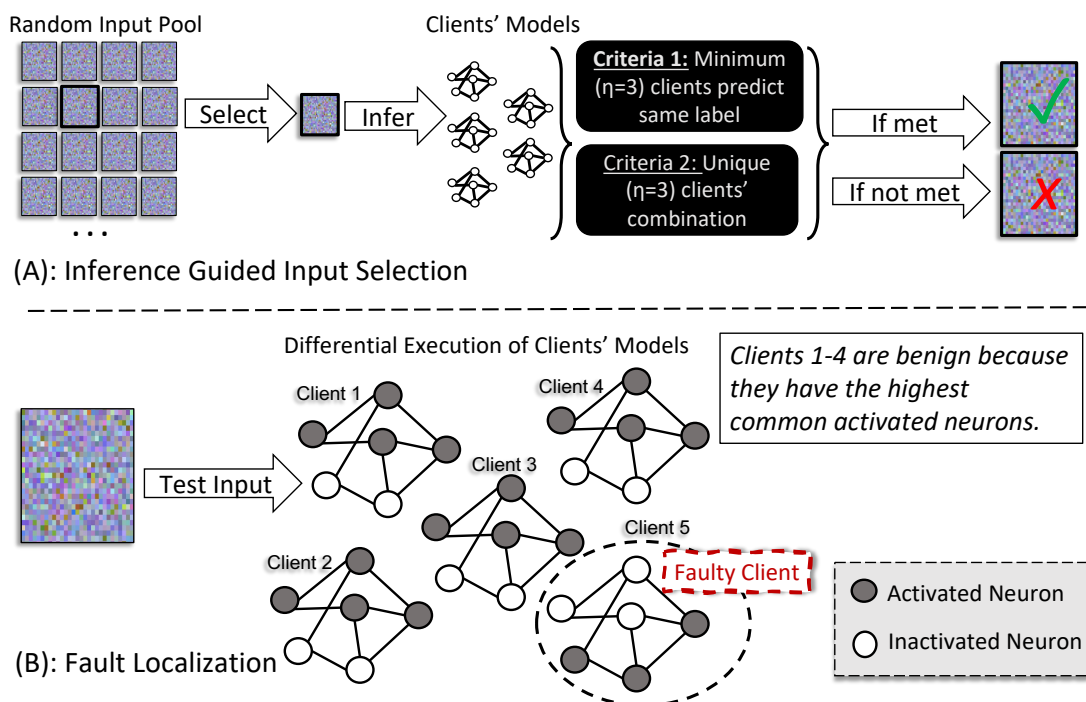 Random Input Pool
Clients' Models
Select
Infer
Criteria 1: Minimum
(η=3) clients predict
same label
Criteria 2: Unique
(η=3) clients'
combination
If met
If not met
✓
X
. . .
(A): Inference Guided Input Selection
Differential Execution of Clients' Models
Clients 1-4 are benign because
they have the highest
common activated neurons.
Test Input
Client 1
Client 4
Client 3
Client 2
Client 5
Faulty Client
Activated Neuron
Inactivated Neuron
(B): Fault Localization